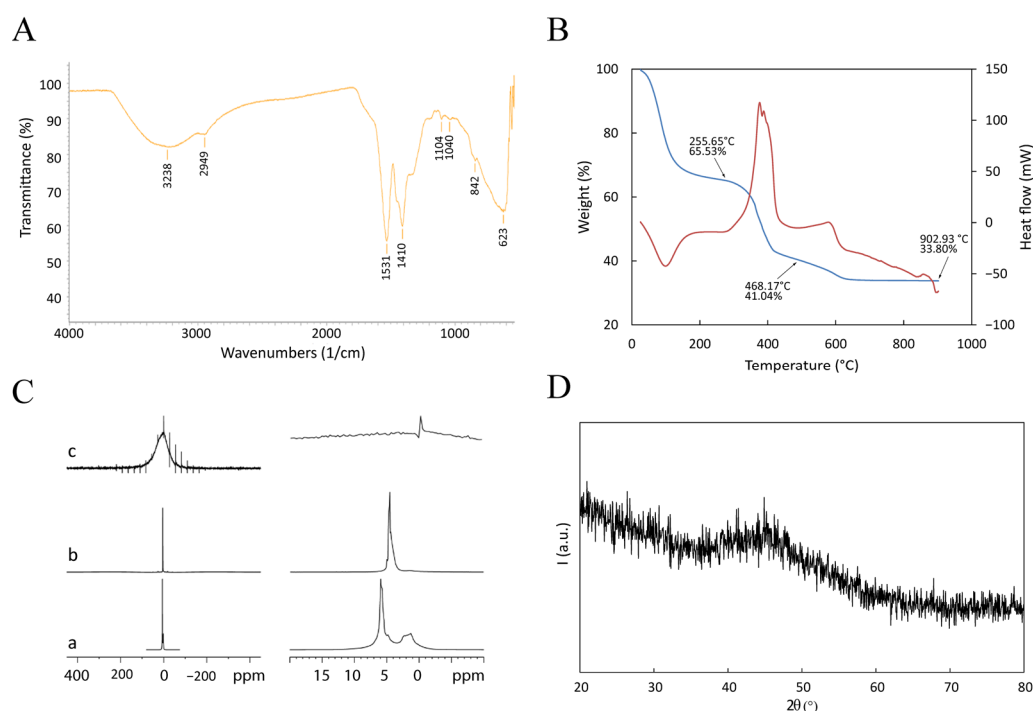 A
Transmittance (%)
100
90
80
70
60
50
40
3238
2949
1531
1410
1104
1040
842
623
4000
3000
2000
1000
Wavenumbers (1/cm)
B
Weight (%)
100
80
60
40
20
255.65°C
65.53%
468.17°C
41.04%
902.93 °C
33.80%
150
100
50
0
−50
−100
Heat flow (mW)
0
200
400
600
800
1000
Temperature (°C)
C
c
b
a
400
200
0
−200
ppm
15
10
5
0
ppm
D
I (a.u.)
20
30
40
50
60
70
80
2θ (°)